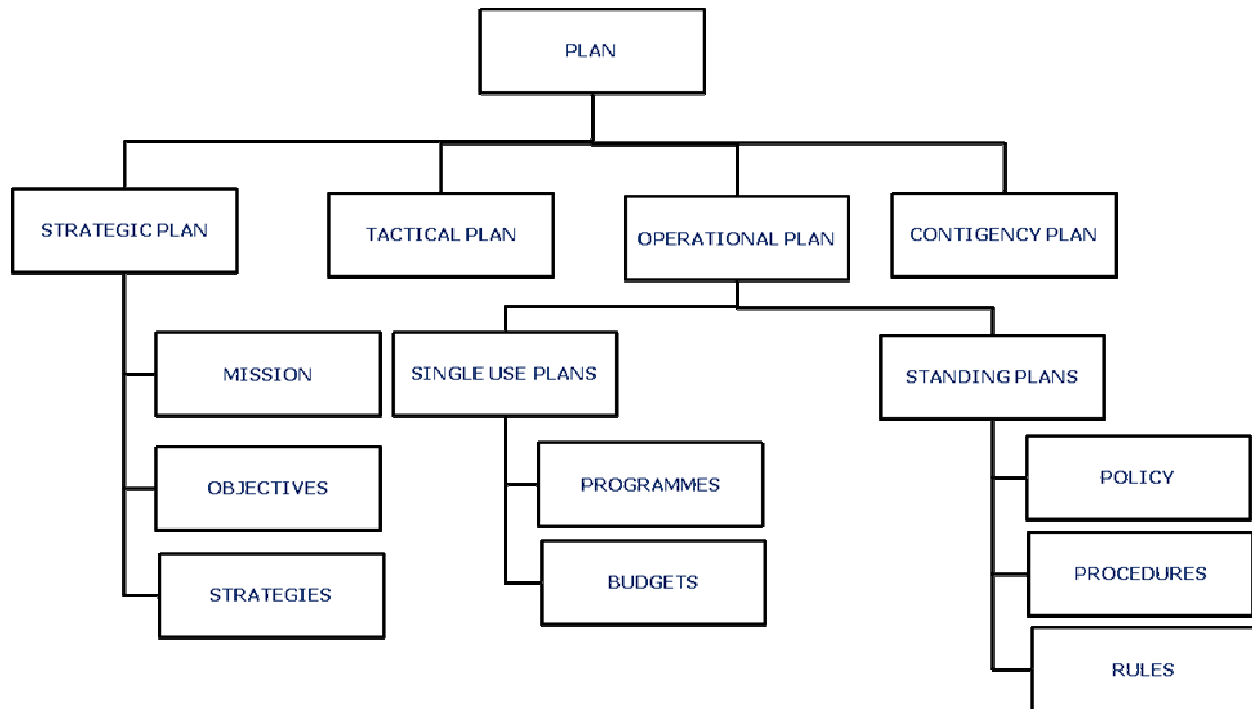 PLAN
STRATEGIC PLAN
TACTICAL PLAN
OPERATIONAL PLAN
CONTIGENCY PLAN
MISSION
SINGLE USE PLANS
STANDING PLANS
OBJECTIVES
PROGRAMMES
POLICY
STRATEGIES
BUDGETS
PROCEDURES
RULES